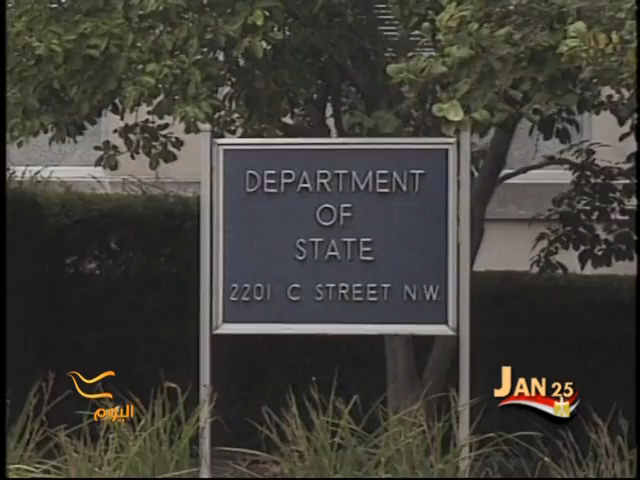 DEPARTMENT
OF
STATE
2201 C STREET N.W.
اليوم
JAN 25